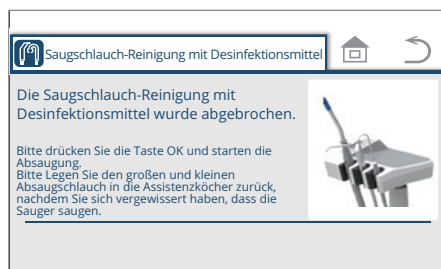 Saugschlauch-Reinigung mit Desinfektionsmittel
Die Saugschlauch-Reinigung mit
Desinfektionsmittel wurde abgebrochen.
Bitte drücken Sie die Taste OK und starten die
Absaugung.
Bitte Legen Sie den großen und kleinen
Absaugschlauch in die Assistenzköcher zurück,
nachdem Sie sich vergewissert haben, dass die
Sauger saugen.